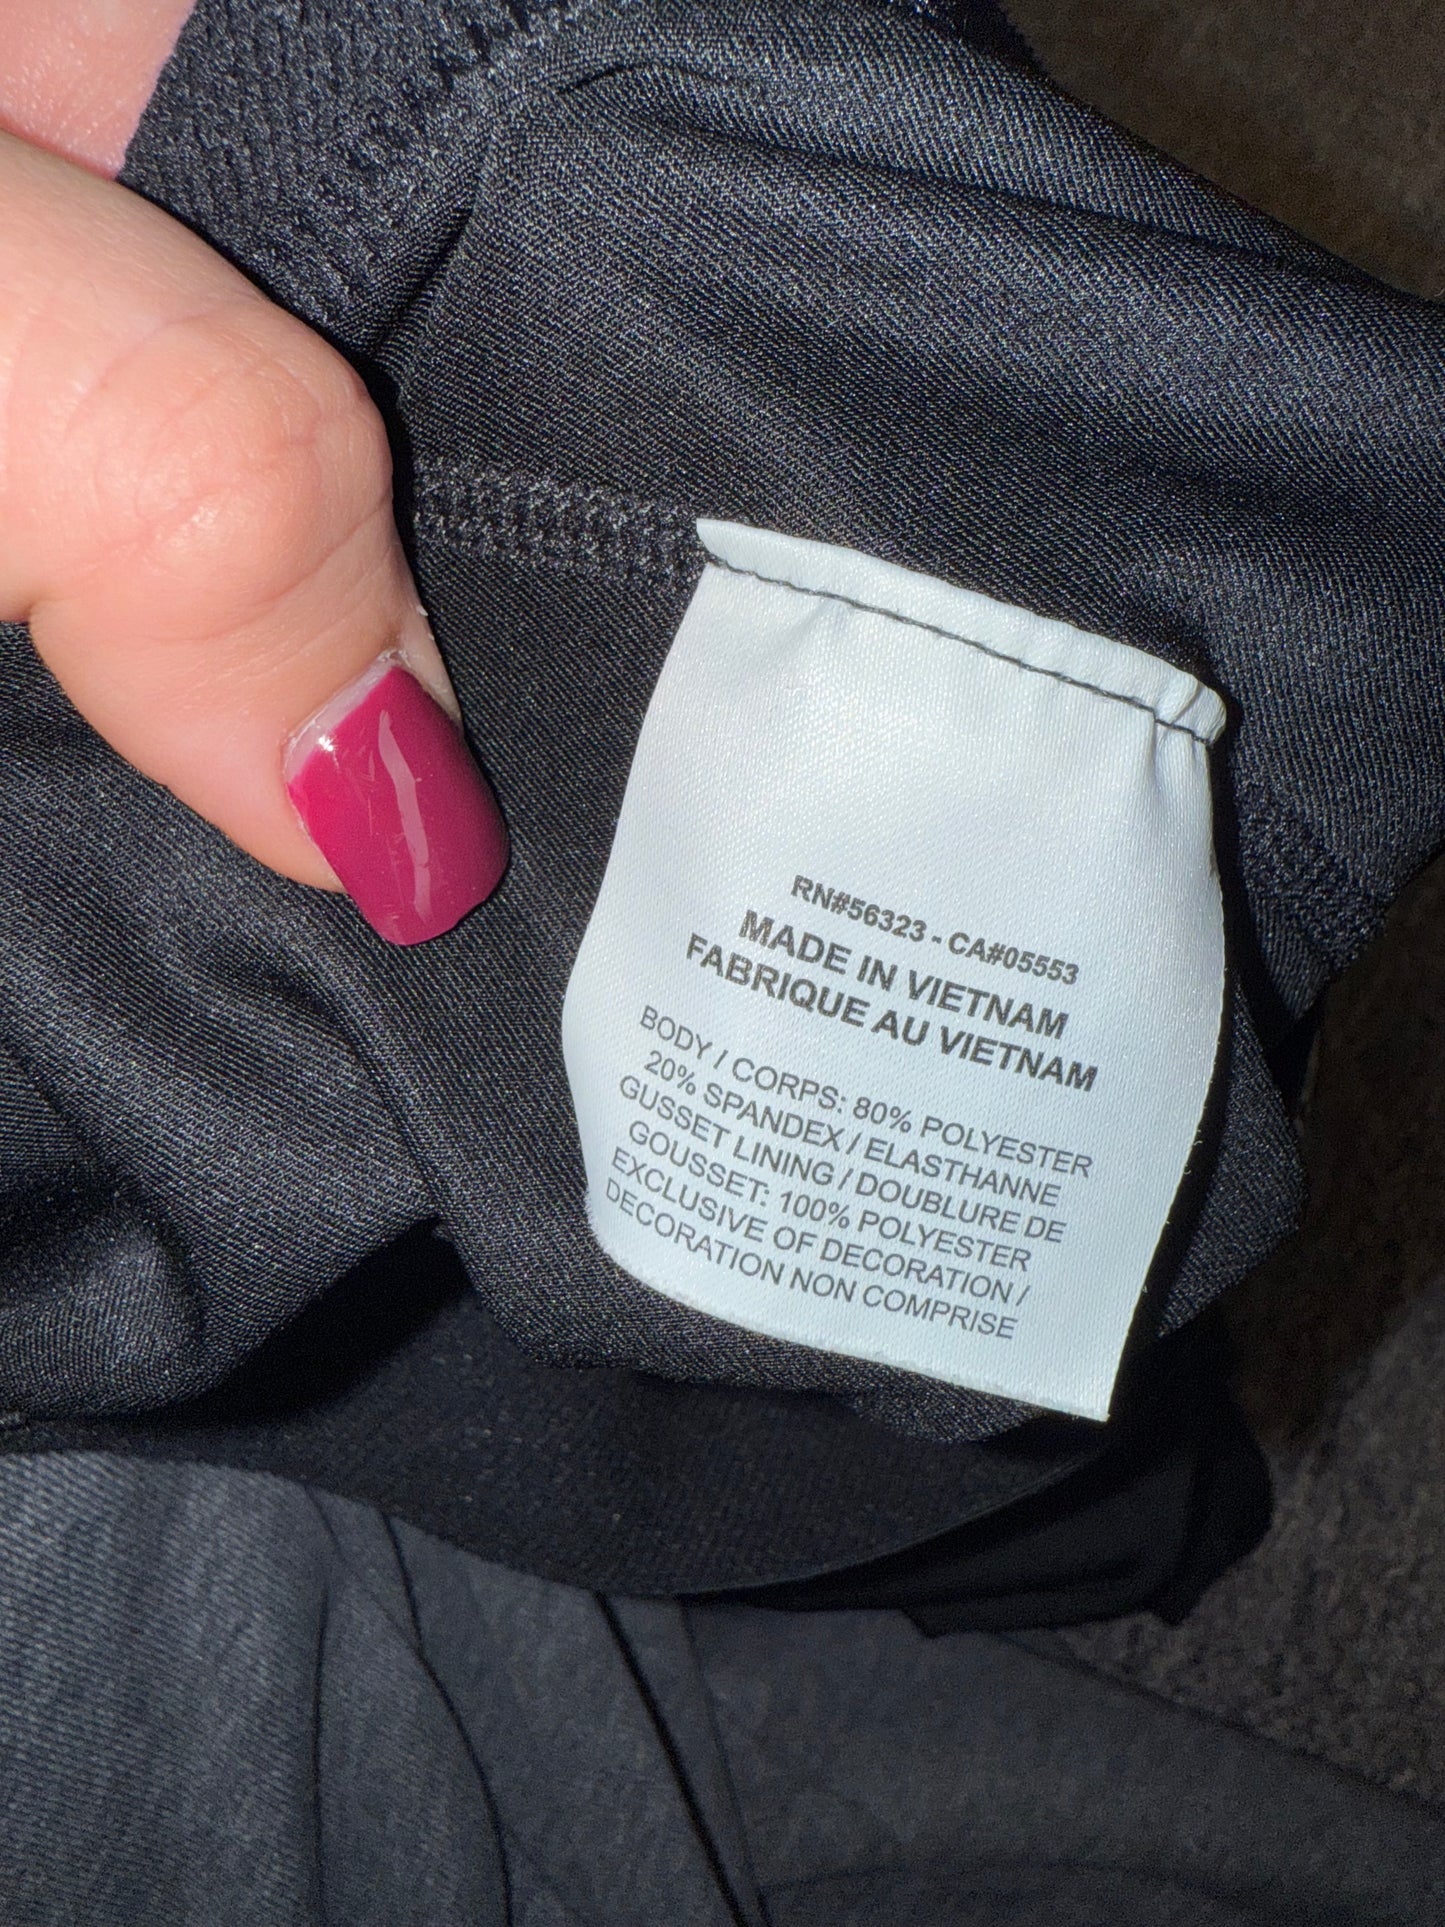 RN#56323 - CA#05553
MADE IN VIETNAM
FABRIQUE AU VIETNAM
BODY / CORPS: 80% POLYESTER
20% SPANDEX / ELASTHANNE
GUSSET LINING / DOUBLURE DE
GOUSSET: 100% POLYESTER
EXCLUSIVE OF DECORATION /
DECORATION NON COMPRISE